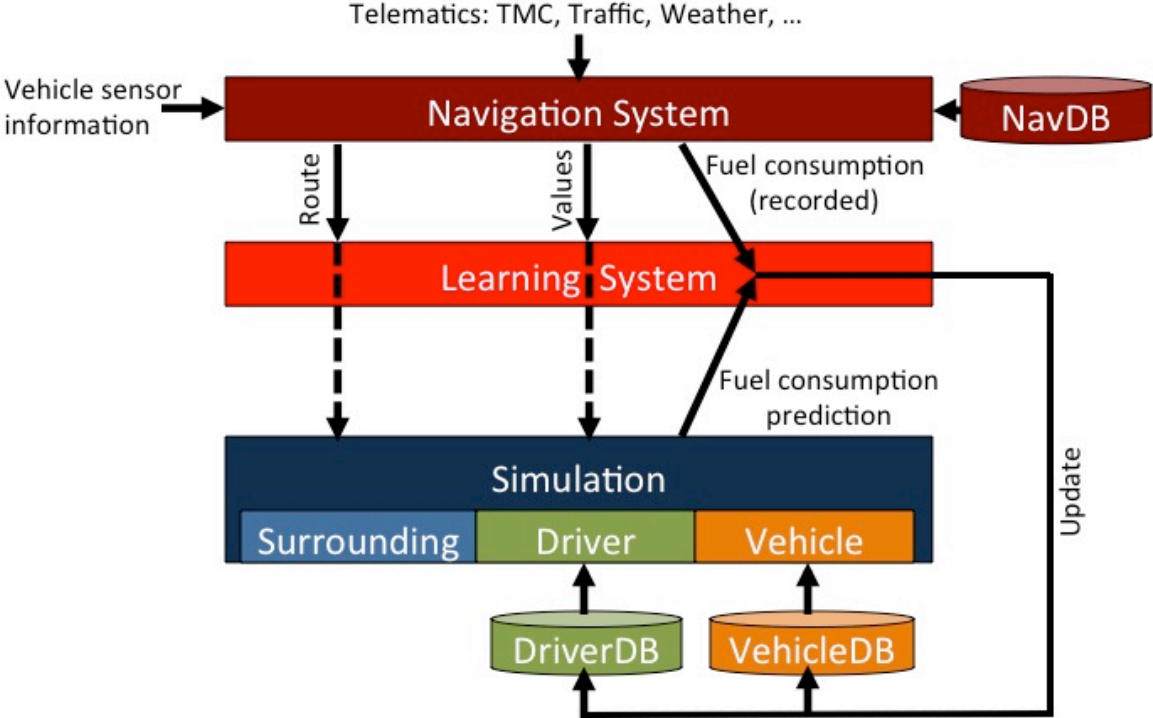 Telematics: TMC, Traffic, Weather, ...
Vehicle sensor
information
Navigation System
NavDB
Route
Values
Fuel consumption
(recorded)
Learning System
Fuel consumption
prediction
Simulation
Update
Surrounding
Driver
Vehicle
DriverDB
VehicleDB